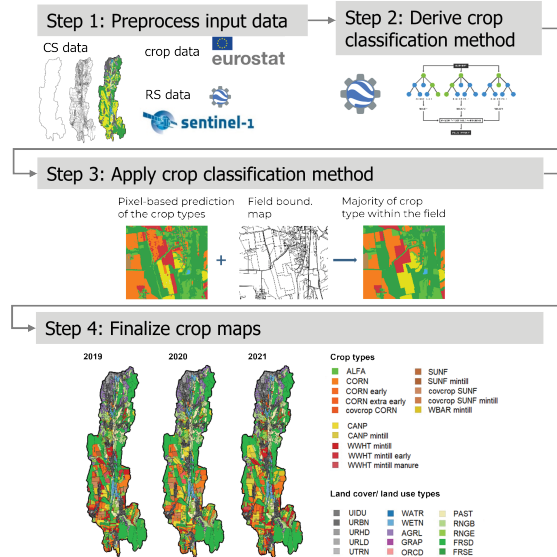 Step 1: Preprocess input data
CS data
crop data
eurostat
RS data
sentinel-1
Step 2: Derive crop
classification method
Step 3: Apply crop classification method
Pixel-based prediction
of the crop types
Field bound.
map
Majority of crop
type within the field
+
Step 4: Finalize crop maps
2019
2020
2021
Crop types
ALFA
CORN
CORN early
CORN extra early
covcrop CORN
CANP
CANP mintill
WWHT mintill
WWHT mintill early
WWHT mintill manure
SUNF
SUNF mintill
covcrop SUNF
covcrop SUNF mintill
WBAR mintill
Land cover/ land use types
UIDU
URBN
URHD
URLD
UTRN
WATR
WETN
AGRL
GRAP
ORCD
PAST
RNGB
RNGE
FRSD
FRSE